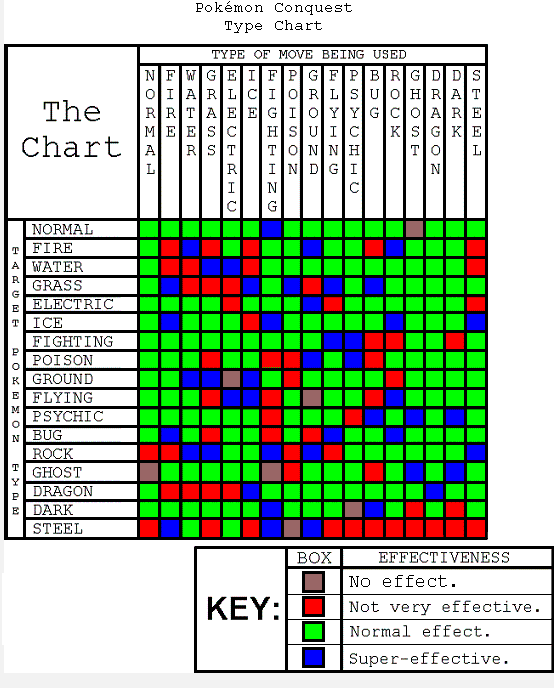 Pokémon Conquest
Type Chart
The
Chart
TYPE OF MOVE BEING USED
NORMAL
FIRE
WATER
GRASS
ELECTRIC
ICE
FIGHTING
POISON
GROUND
FLYING
PSYCHIC
BUG
ROCK
GHOST
DRAGON
DARK
STEEL
TARGET POKEMON TYPE
NORMAL
FIRE
WATER
GRASS
ELECTRIC
ICE
FIGHTING
POISON
GROUND
FLYING
PSYCHIC
BUG
ROCK
GHOST
DRAGON
DARK
STEEL
KEY:
BOX EFFECTIVENESS
No effect.
Not very effective.
Normal effect.
Super-effective.